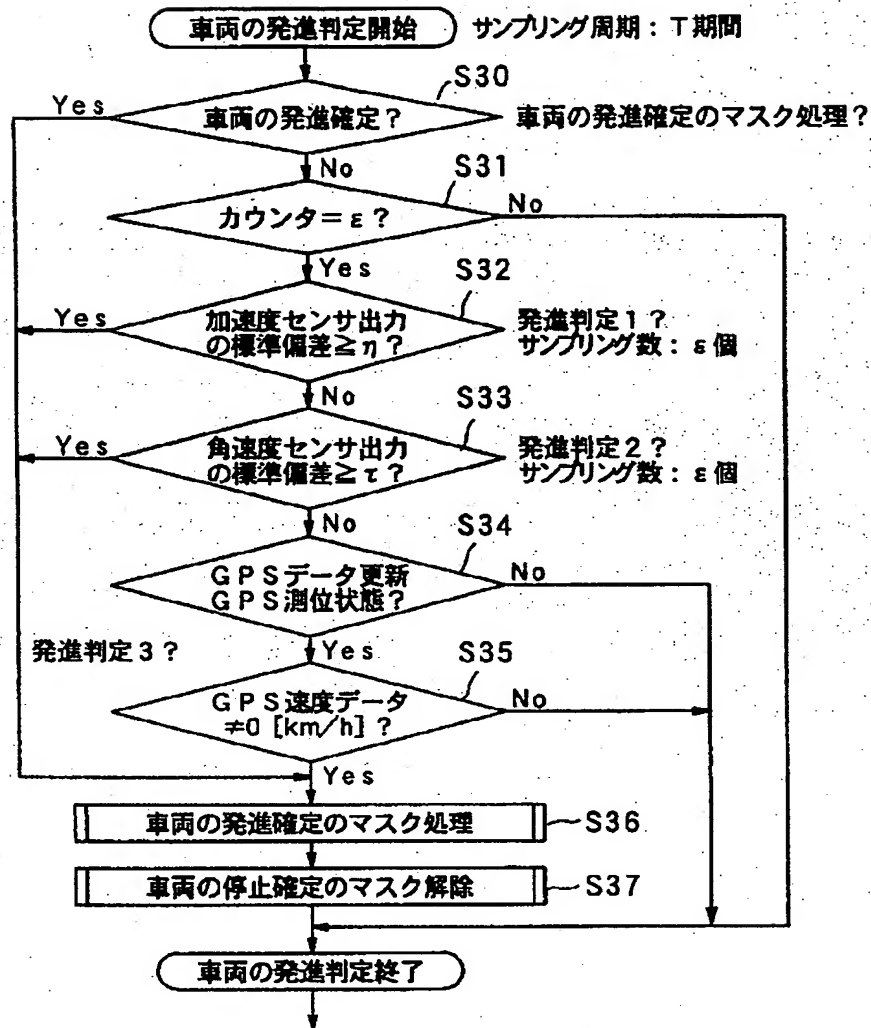 車両の発進判定開始 サンプリング周期:T期間
S30
Yes
車両の発進確定?
車両の発進確定のマスク処理?
No
S31
カウンタ=ε?
No
Yes
S32
Yes
加速度センサ出力
の標準偏差≧η?
発進判定1?
サンプリング数:ε個
No
S33
Yes
角速度センサ出力
の標準偏差≧τ?
発進判定2?
サンプリング数:ε個
No
S34
GPSデータ更新
GPS測位状態?
No
発進判定3?
Yes
S35
GPS速度データ
≠0 [km/h] ?
No
Yes
車両の発進確定のマスク処理
S36
車両の停止確定のマスク解除
S37
車両の発進判定終了